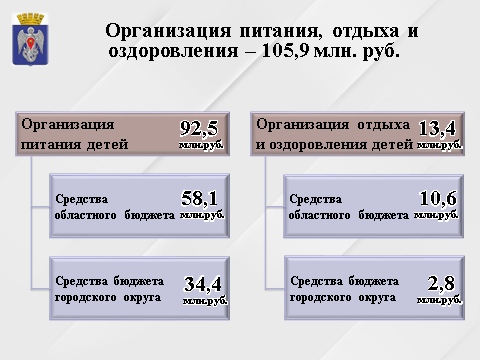 Организация питания, отдыха и
оздоровления – 105,9 млн. руб.
Организация
питания детей
92,5
млн.руб.
Средства
областного бюджета
58,1
млн.руб.
Средства бюджета
городского округа
34,4
млн.руб.
Организация отдыха
и оздоровления детей
13,4
млн.руб.
Средства
областного бюджета
10,6
млн.руб.
Средства бюджета
городского округа
2,8
млн.руб.